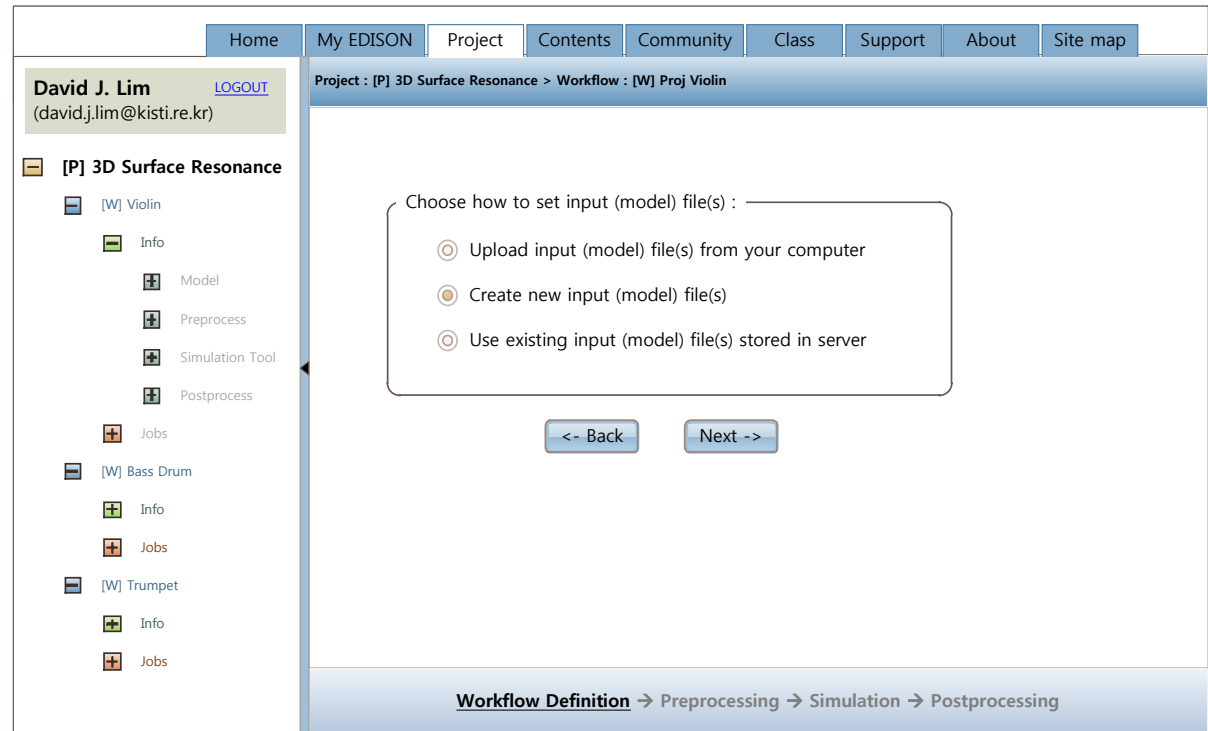 Home My EDISON Project Contents Community Class Support About Site map
David J. Lim LOGOUT
(david.j.lim@kisti.re.kr)
Project : [P] 3D Surface Resonance > Workflow : [W] Proj Violin
[P] 3D Surface Resonance
[W] Violin
Info
Model
Preprocess
Simulation Tool
Postprocess
Jobs
[W] Bass Drum
Info
Jobs
[W] Trumpet
Info
Jobs
Choose how to set input (model) file(s) :
Upload input (model) file(s) from your computer
Create new input (model) file(s)
Use existing input (model) file(s) stored in server
<- Back Next ->
Workflow Definition → Preprocessing → Simulation → Postprocessing